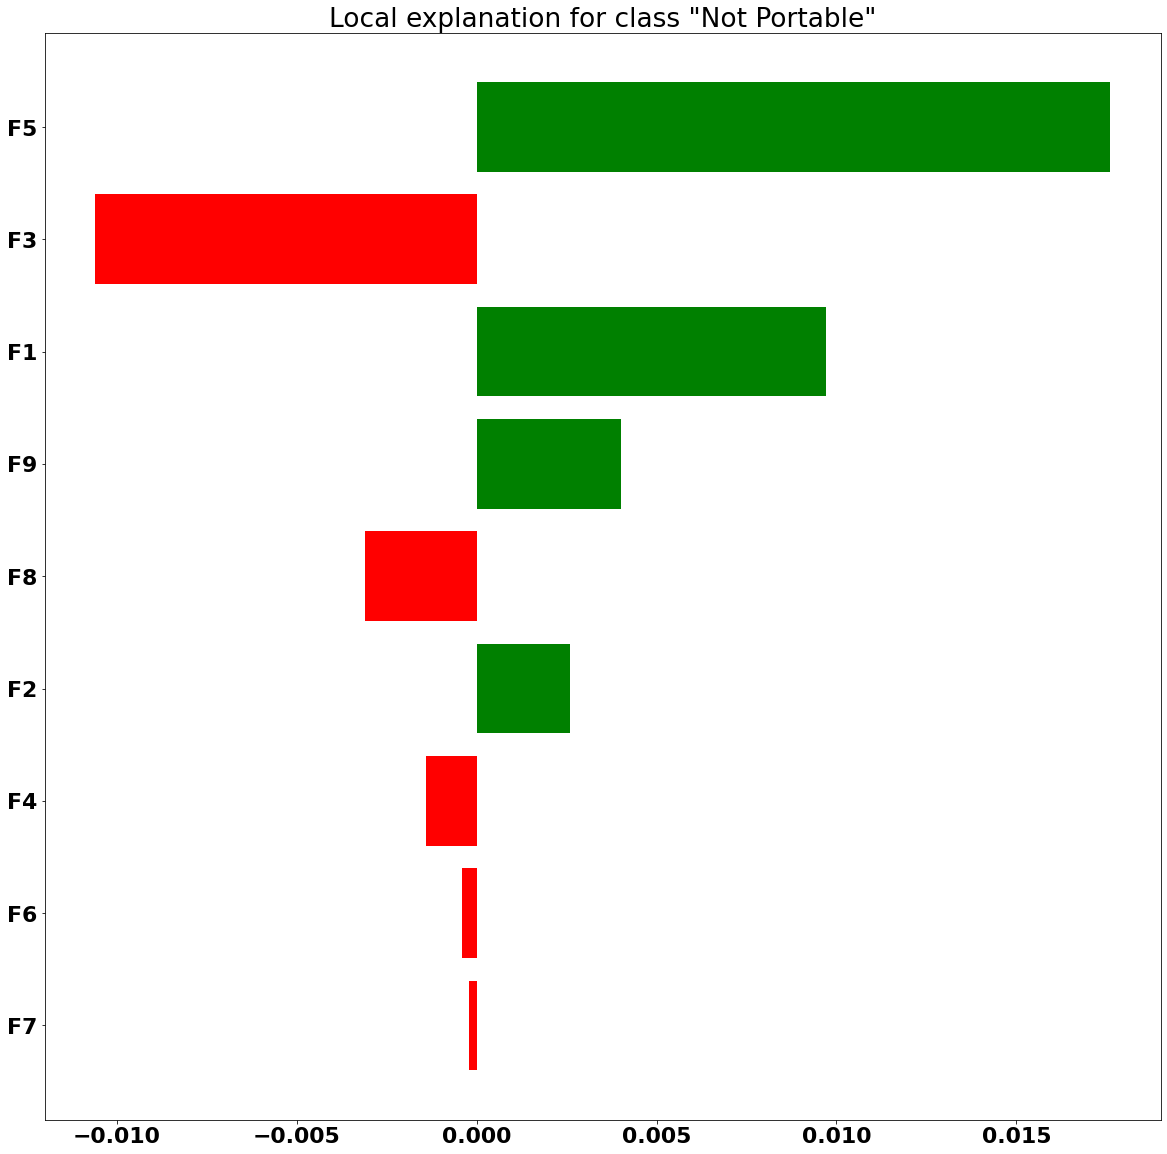 Local explanation for class "Not Portable"
F5
F3
F1
F9
F8
F2
F4
F6
F7
−0.010 −0.005 0.000 0.005 0.010 0.015